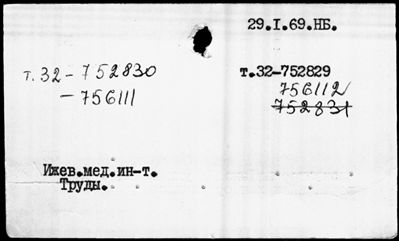 29.I.69.НБ.
т.32-752830
-756111
т.32-752829
756112
752831
Ижев.мед.ин-т.
Труды.